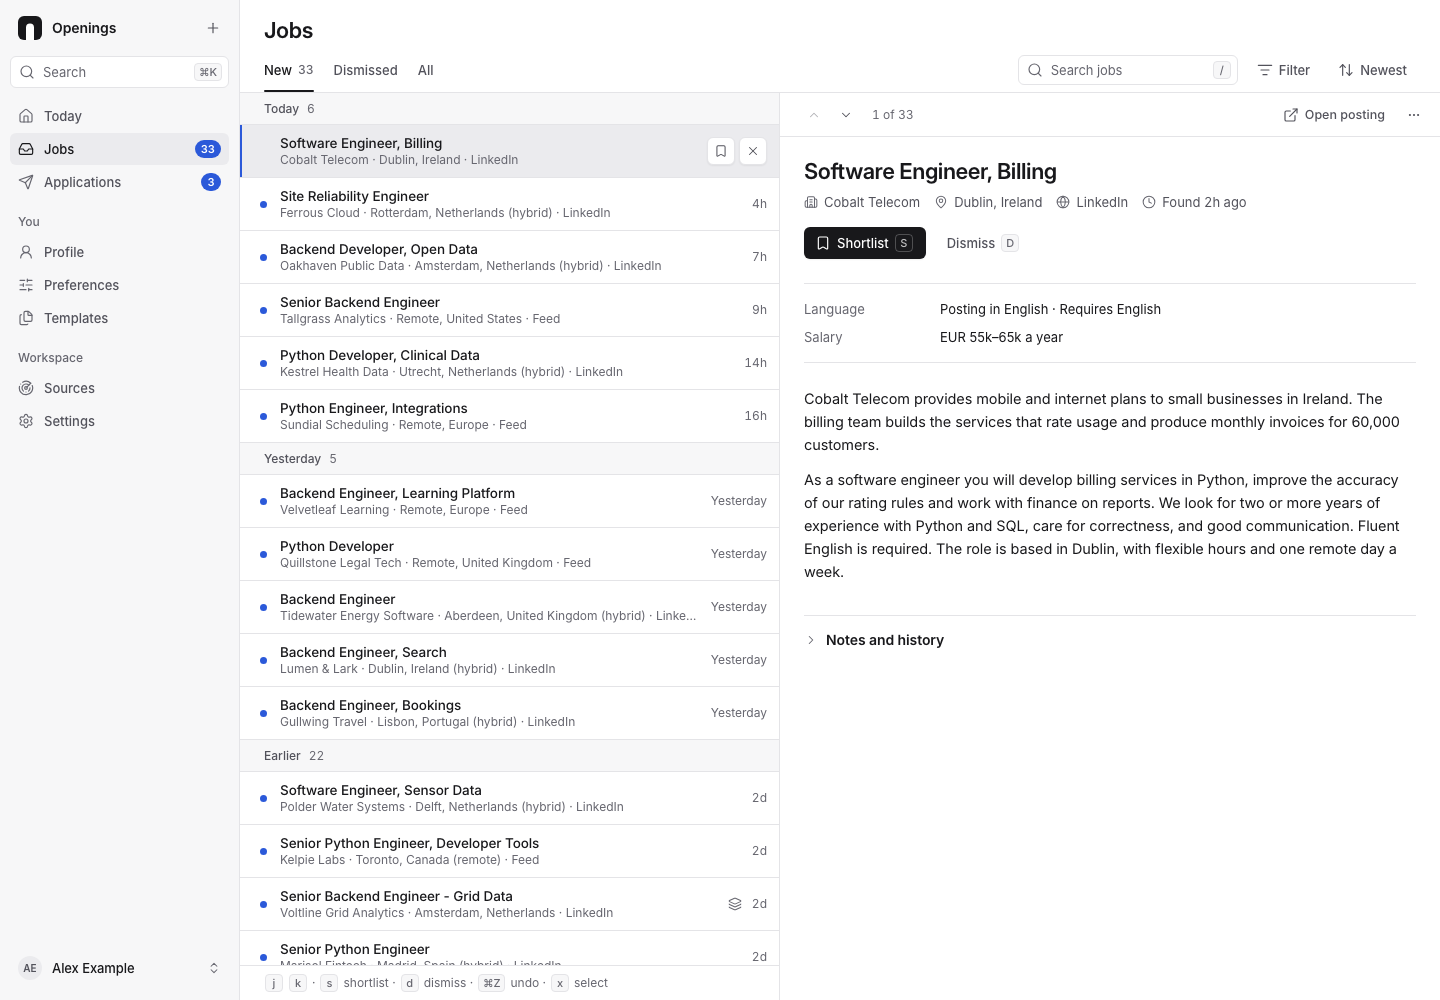 Openings
Search ⌘K
Today
Jobs 33
Applications 3
You
Profile
Preferences
Templates
Workspace
Sources
Settings
AE Alex Example
Jobs
New 33 Dismissed All
Search jobs /
Filter
Newest
Today 6
Software Engineer, Billing
Cobalt Telecom · Dublin, Ireland · LinkedIn
Site Reliability Engineer
Ferrous Cloud · Rotterdam, Netherlands (hybrid) · LinkedIn
4h
Backend Developer, Open Data
Oakhaven Public Data · Amsterdam, Netherlands (hybrid) · LinkedIn
7h
Senior Backend Engineer
Tallgrass Analytics · Remote, United States · Feed
9h
Python Developer, Clinical Data
Kestrel Health Data · Utrecht, Netherlands (hybrid) · LinkedIn
14h
Python Engineer, Integrations
Sundial Scheduling · Remote, Europe · Feed
16h
Yesterday 5
Backend Engineer, Learning Platform
Velvetleaf Learning · Remote, Europe · Feed
Yesterday
Python Developer
Quillstone Legal Tech · Remote, United Kingdom · Feed
Yesterday
Backend Engineer
Tidewater Energy Software · Aberdeen, United Kingdom (hybrid) · Linke…
Yesterday
Backend Engineer, Search
Lumen & Lark · Dublin, Ireland (hybrid) · LinkedIn
Yesterday
Backend Engineer, Bookings
Gullwing Travel · Lisbon, Portugal (hybrid) · LinkedIn
Yesterday
Earlier 22
Software Engineer, Sensor Data
Polder Water Systems · Delft, Netherlands (hybrid) · LinkedIn
2d
Senior Python Engineer, Developer Tools
Kelpie Labs · Toronto, Canada (remote) · Feed
2d
Senior Backend Engineer - Grid Data
Voltline Grid Analytics · Amsterdam, Netherlands · LinkedIn
2d
Senior Python Engineer
2d
j k · s shortlist · d dismiss · ⌘Z undo · x select
1 of 33
Open posting
Software Engineer, Billing
Cobalt Telecom Dublin, Ireland LinkedIn Found 2h ago
Shortlist S Dismiss D
Language Posting in English · Requires English
Salary EUR 55k–65k a year
Cobalt Telecom provides mobile and internet plans to small businesses in Ireland. The
billing team builds the services that rate usage and produce monthly invoices for 60,000
customers.
As a software engineer you will develop billing services in Python, improve the accuracy
of our rating rules and work with finance on reports. We look for two or more years of
experience with Python and SQL, care for correctness, and good communication. Fluent
English is required. The role is based in Dublin, with flexible hours and one remote day a
week.
Notes and history